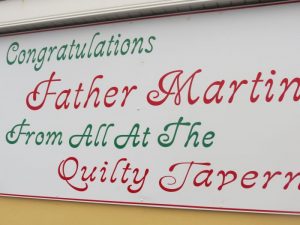 Congratulations
Father Martin
From All At The
Quilty Tavern